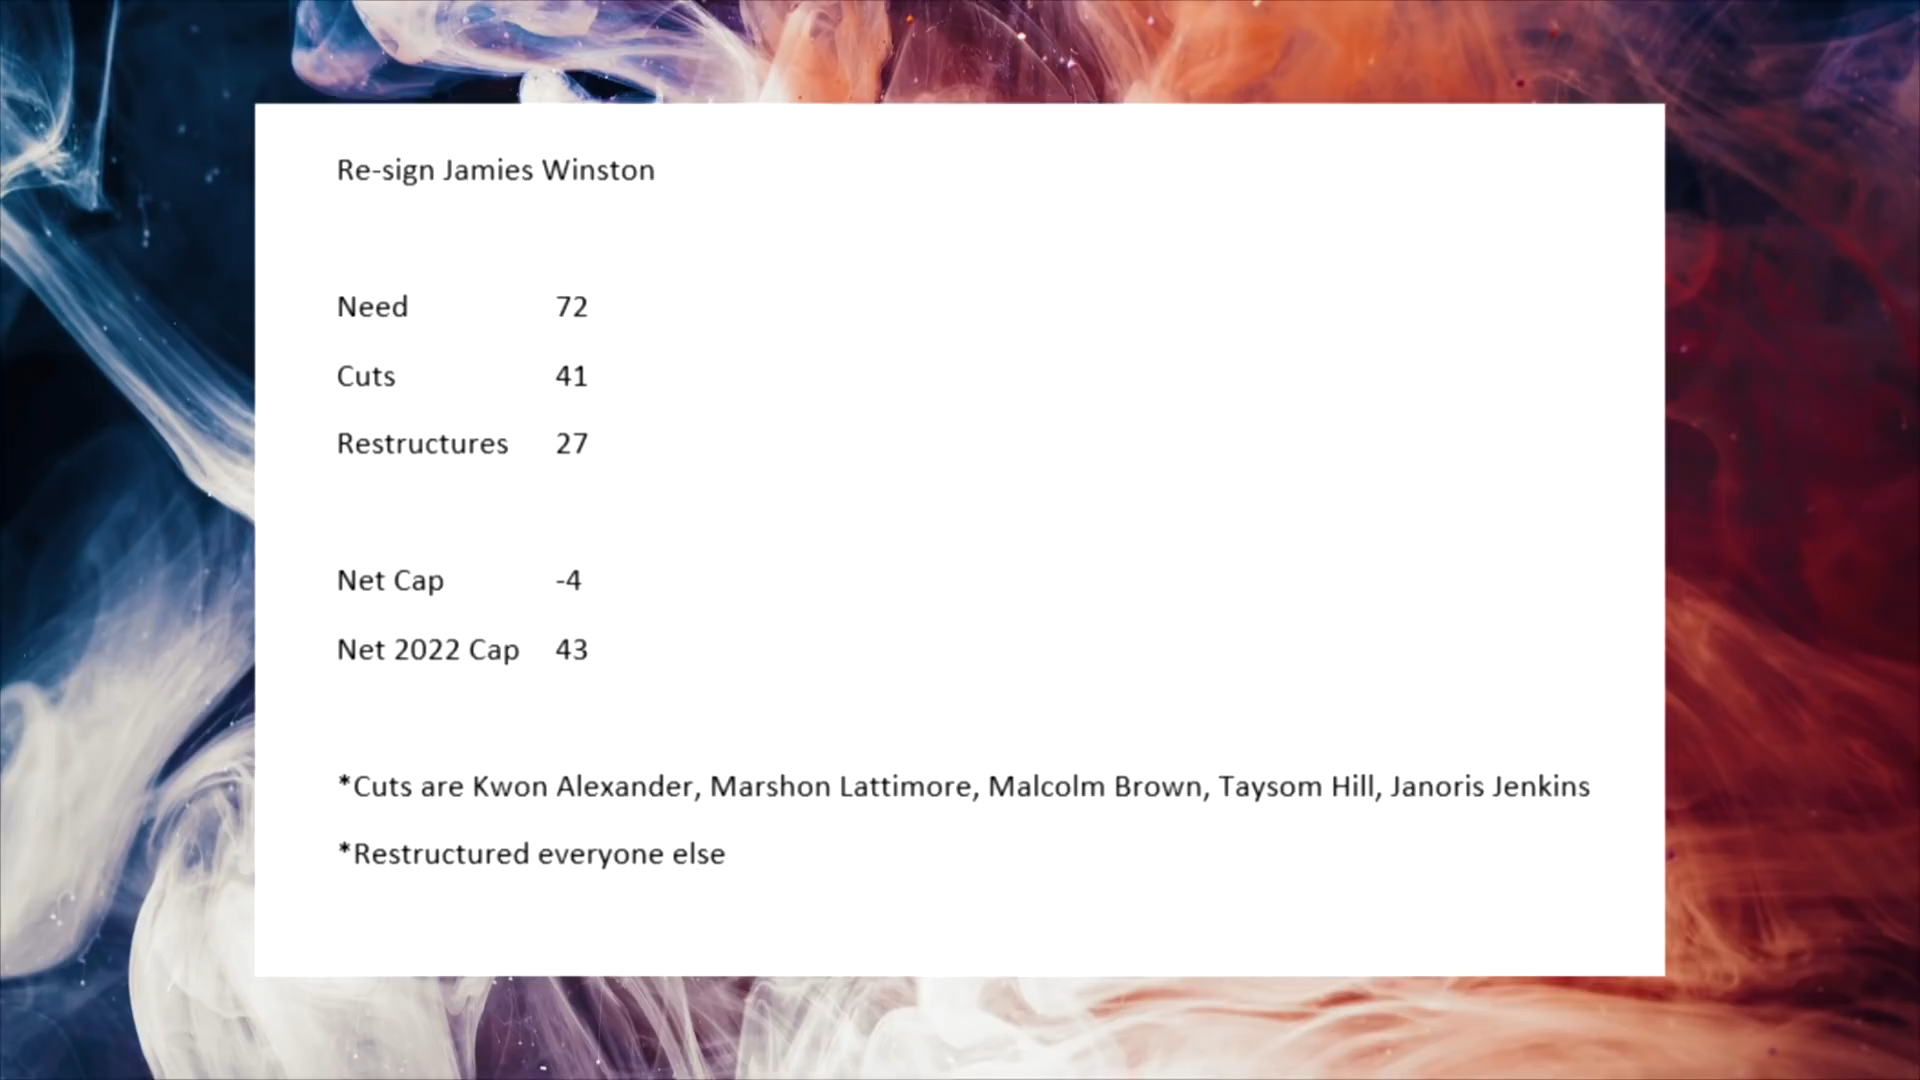 Re-sign Jamies Winston
Need 72
Cuts 41
Restructures 27
Net Cap -4
Net 2022 Cap 43
*Cuts are Kwon Alexander, Marshon Lattimore, Malcolm Brown, Taysom Hill, Janoris Jenkins
*Restructured everyone else